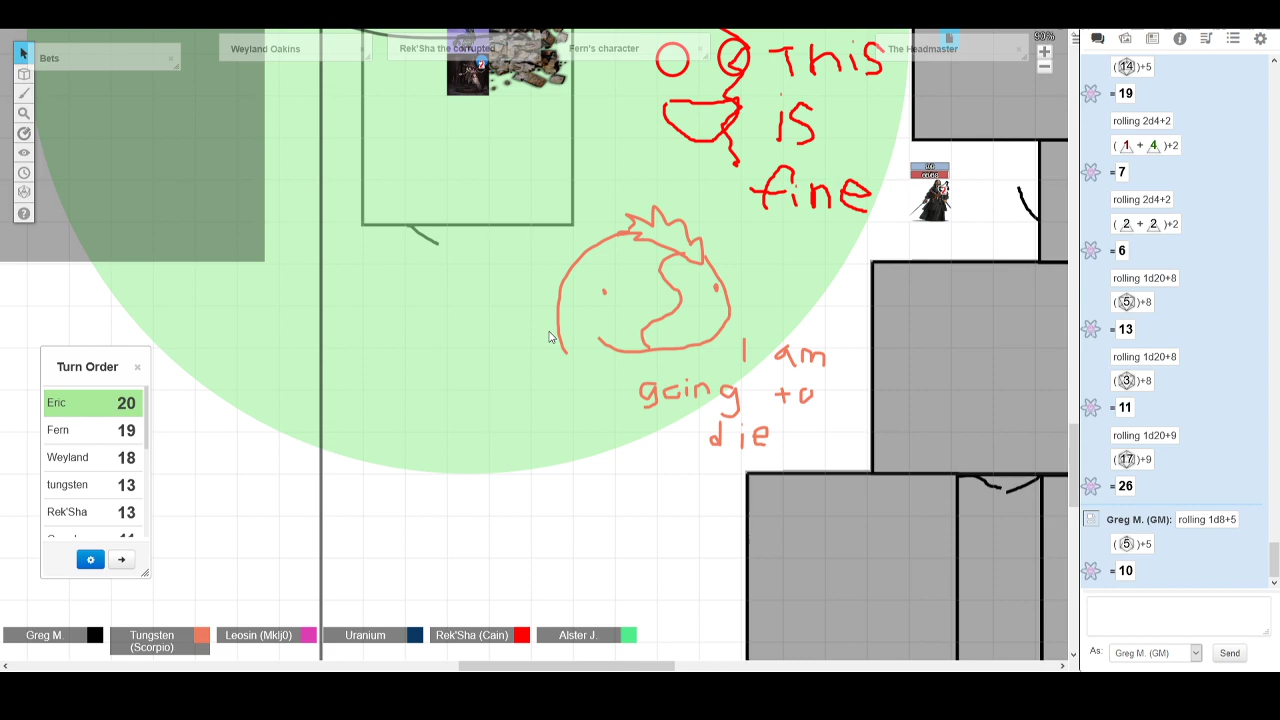 Bets
Weyland Oakins
Rek'Sha the corrupted
Fern's character
The Headmaster
90%
This
is
fine
I am
going to
die
Turn Order
Eric 20
Fern 19
Weyland 18
tungsten 13
Rek'Sha 13
Greg M.
Tungsten
(Scorpio)
Leosin (Mklj0)
Uranium
Rek'Sha (Cain)
Alster J.
(14)+5
= 19
rolling 2d4+2
(1 + 4)+2
= 7
rolling 2d4+2
(2 + 2)+2
= 6
rolling 1d20+8
(5)+8
= 13
rolling 1d20+8
(3)+8
= 11
rolling 1d20+9
(17)+9
= 26
Greg M. (GM): rolling 1d8+5
(5)+5
= 10
As: Greg M. (GM) Send